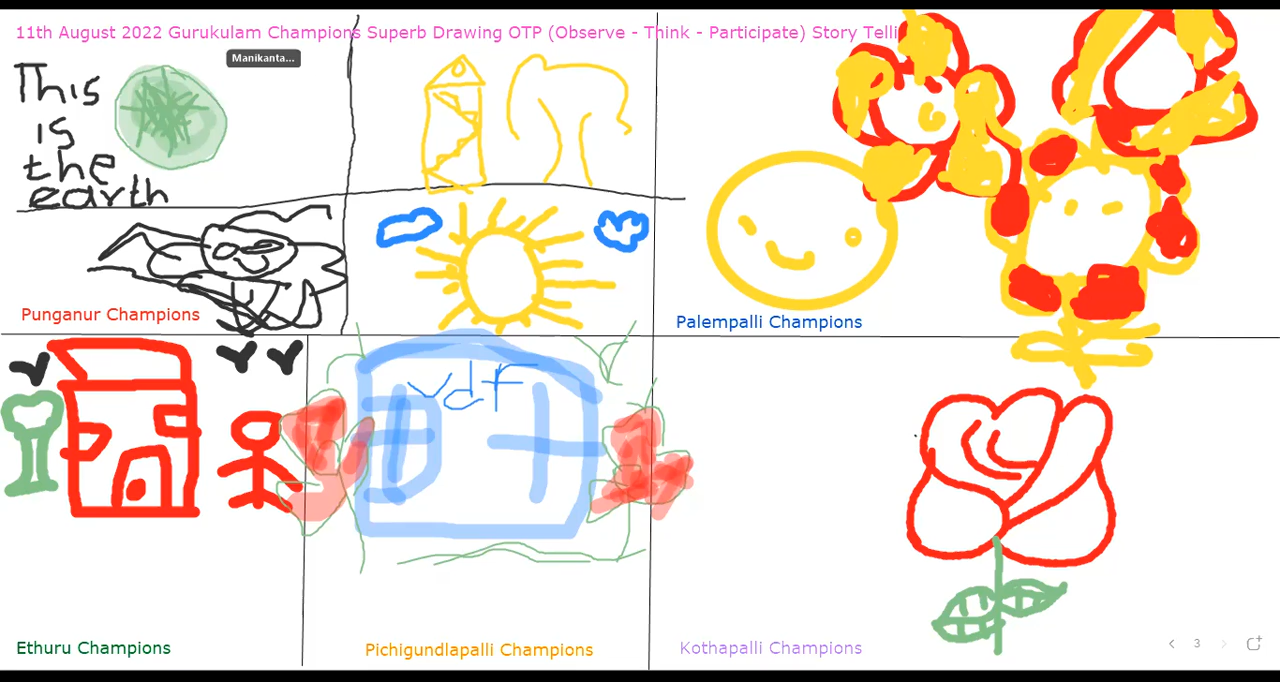 11th August 2022 Gurukulam Champions Superb Drawing OTP (Observe - Think - Participate) Story Telli
Manikanta...
This
is
the
earth
Punganur Champions
Palempalli Champions
vdf
Ethuru Champions
Pichigundlapalli Champions
Kothapalli Champions
3